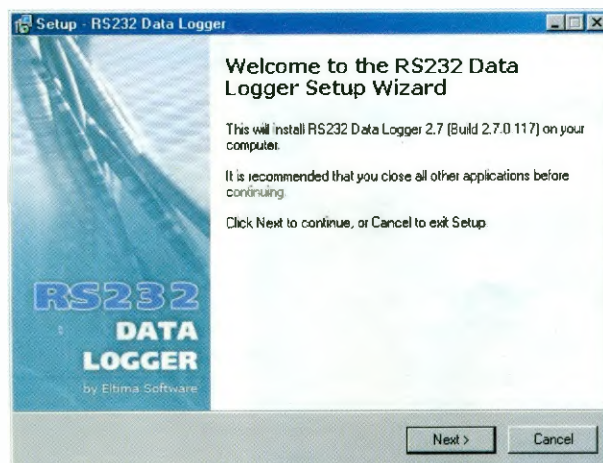 Setup - RS232 Data Logger
Welcome to the RS232 Data
Logger Setup Wizard
This will install RS232 Data Logger 2.7 (Build 2.7.0.117) on your
computer.
It is recommended that you close all other applications before
continuing.
Click Next to continue, or Cancel to exit Setup.
RS232
DATA
LOGGER
by Eltima Software
Next >
Cancel